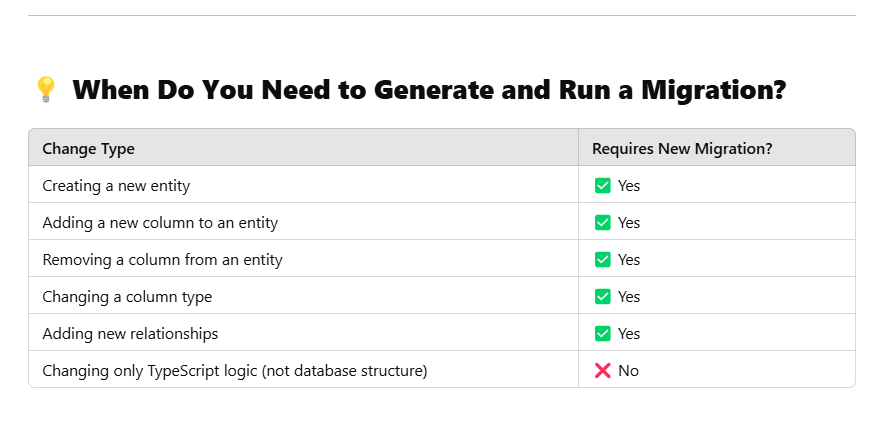 💡 When Do You Need to Generate and Run a Migration?
Change Type Requires New Migration?
Creating a new entity ✅ Yes
Adding a new column to an entity ✅ Yes
Removing a column from an entity ✅ Yes
Changing a column type ✅ Yes
Adding new relationships ✅ Yes
Changing only TypeScript logic (not database structure) ❌ No